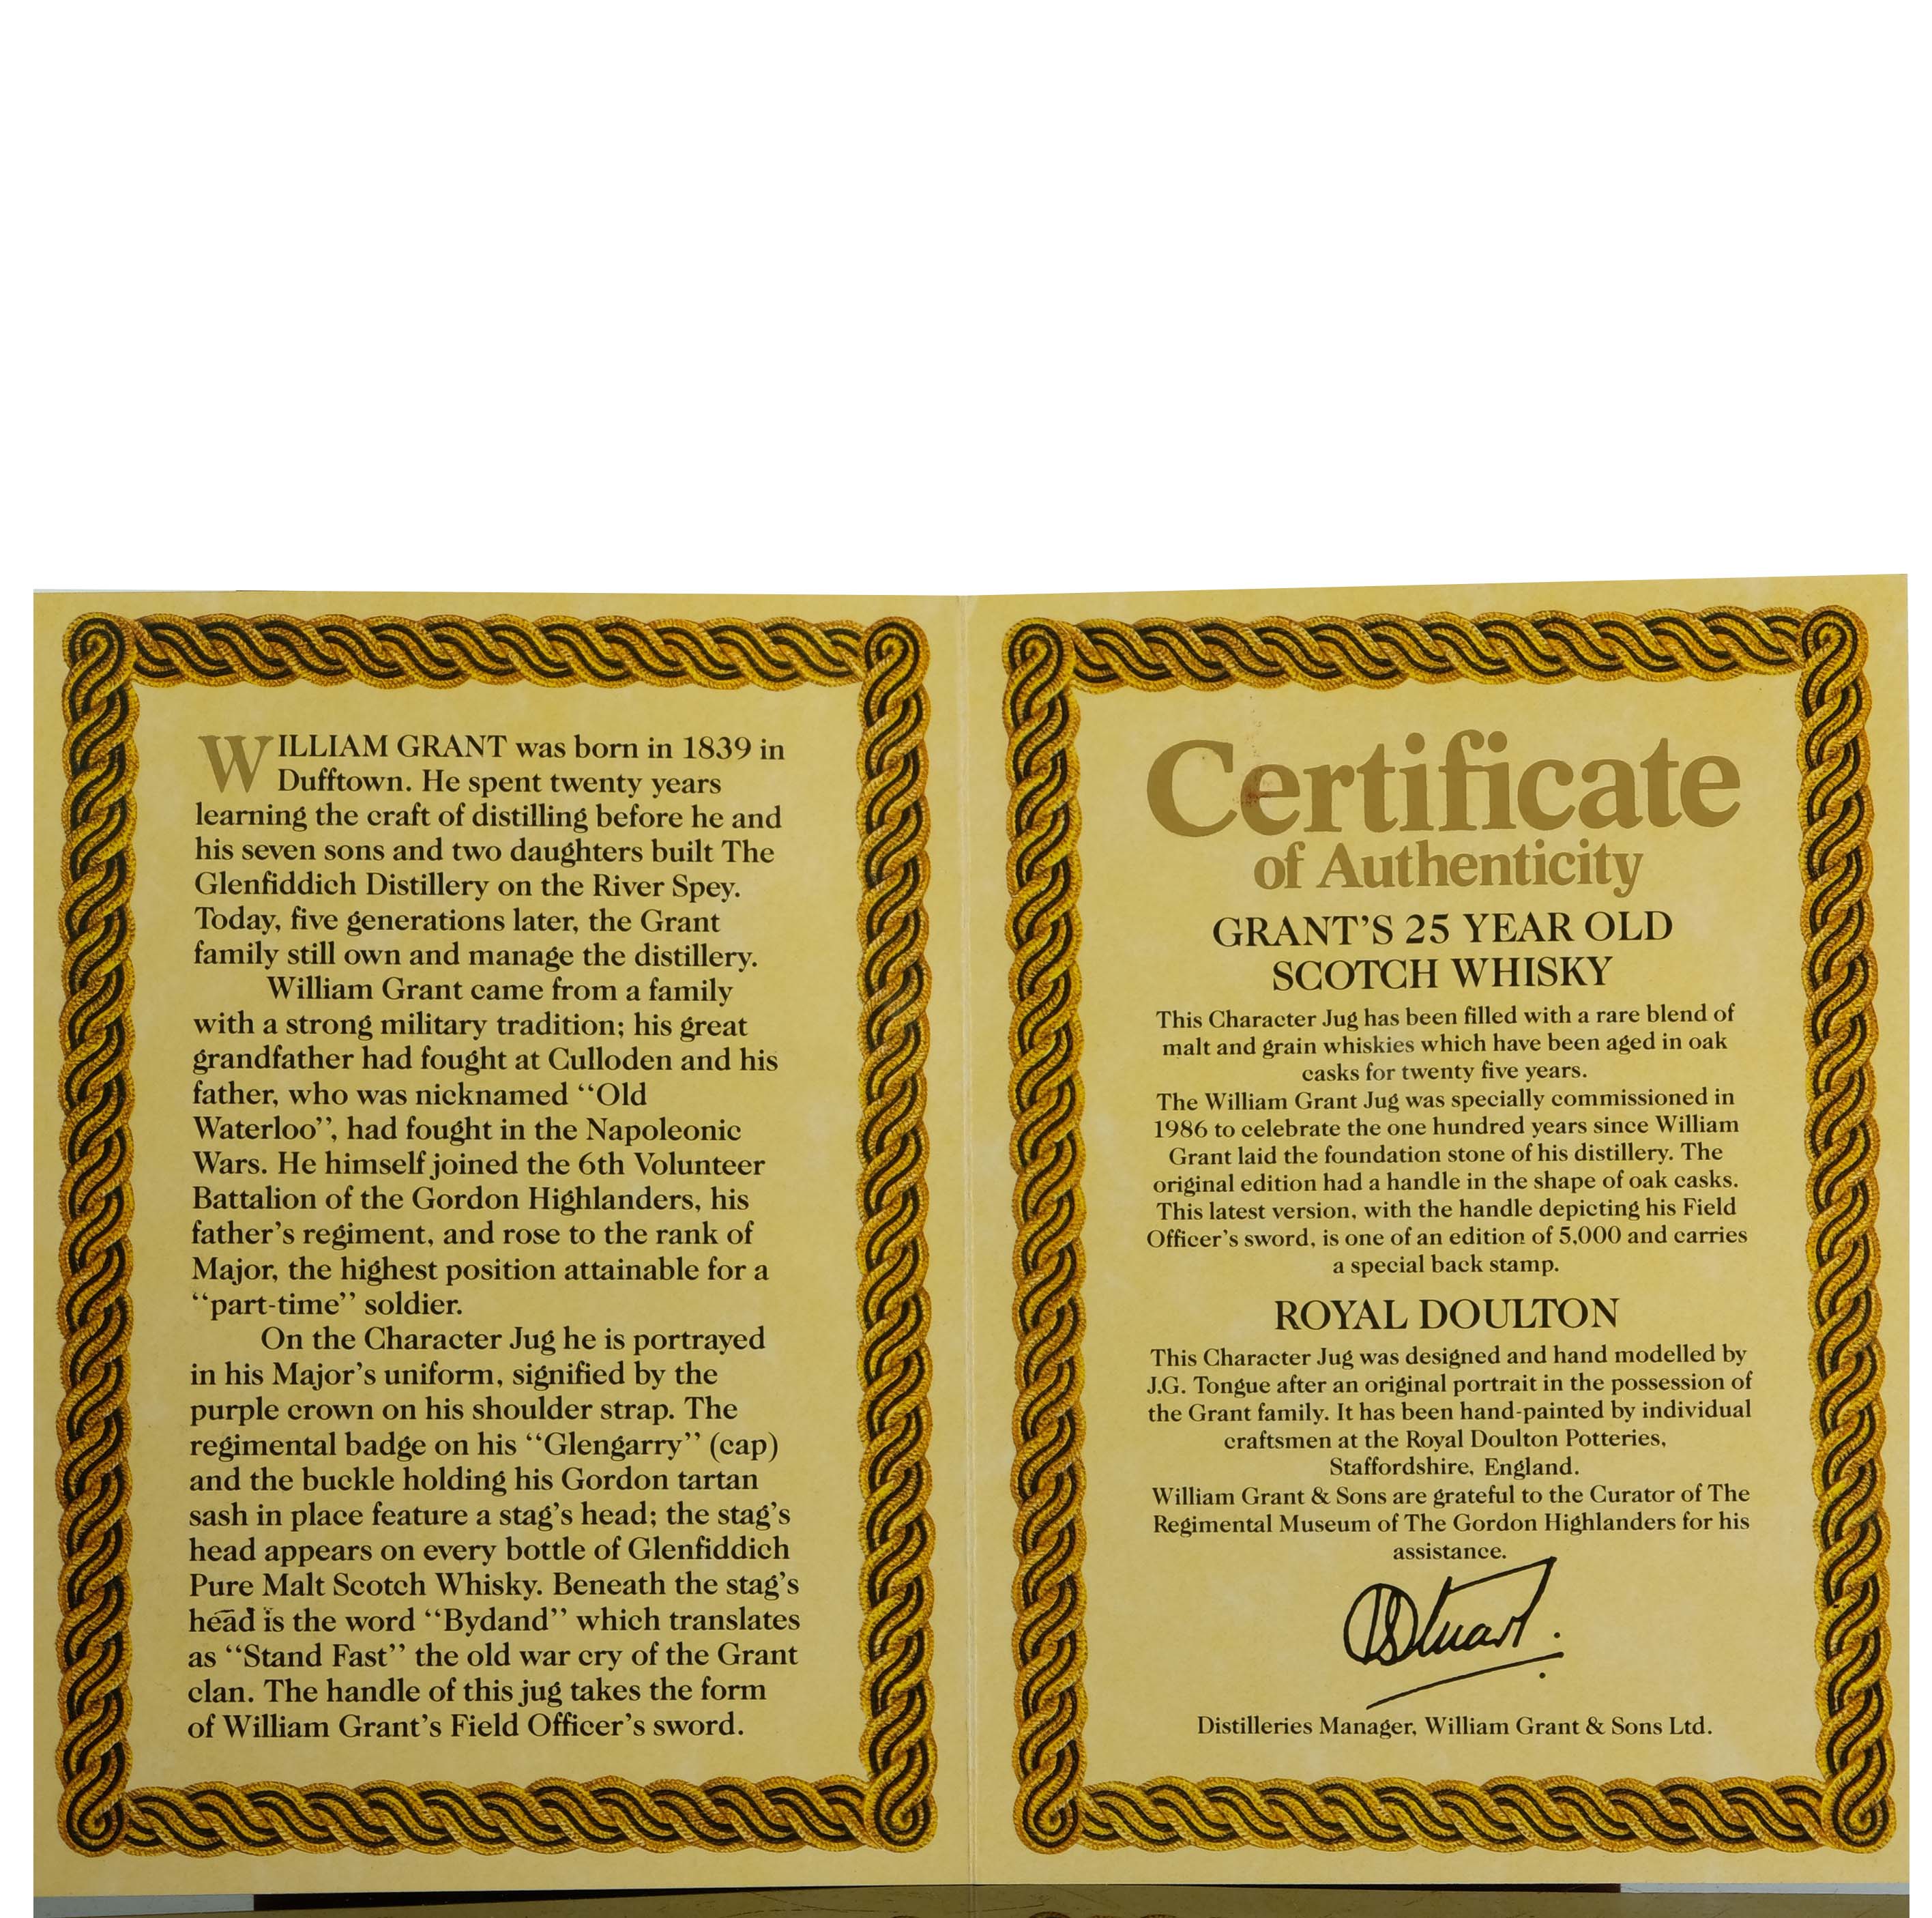 WILLIAM GRANT was born in 1839 in
Dufftown. He spent twenty years
learning the craft of distilling before he and
his seven sons and two daughters built The
Glenfiddich Distillery on the River Spey.
Today, five generations later, the Grant
family still own and manage the distillery.
William Grant came from a family
with a strong military tradition; his great
grandfather had fought at Culloden and his
father, who was nicknamed “Old
Waterloo”, had fought in the Napoleonic
Wars. He himself joined the 6th Volunteer
Battalion of the Gordon Highlanders, his
father’s regiment, and rose to the rank of
Major, the highest position attainable for a
“part-time” soldier.
On the Character Jug he is portrayed
in his Major’s uniform, signified by the
purple crown on his shoulder strap. The
regimental badge on his “Glengarry” (cap)
and the buckle holding his Gordon tartan
sash in place feature a stag’s head; the stag’s
head appears on every bottle of Glenfiddich
Pure Malt Scotch Whisky. Beneath the stag’s
head is the word “Bydand” which translates
as “Stand Fast” the old war cry of the Grant
clan. The handle of this jug takes the form
of William Grant’s Field Officer’s sword.
Certificate
of Authenticity
GRANT’S 25 YEAR OLD
SCOTCH WHISKY
This Character Jug has been filled with a rare blend of
malt and grain whiskies which have been aged in oak
casks for twenty five years.
The William Grant Jug was specially commissioned in
1986 to celebrate the one hundred years since William
Grant laid the foundation stone of his distillery. The
original edition had a handle in the shape of oak casks.
This latest version, with the handle depicting his Field
Officer’s sword, is one of an edition of 5,000 and carries
a special back stamp.
ROYAL DOULTON
This Character Jug was designed and hand modelled by
J.G. Tongue after an original portrait in the possession of
the Grant family. It has been hand-painted by individual
craftsmen at the Royal Doulton Potteries,
Staffordshire, England.
William Grant & Sons are grateful to the Curator of The
Regimental Museum of The Gordon Highlanders for his
assistance.
Distilleries Manager, William Grant & Sons Ltd.